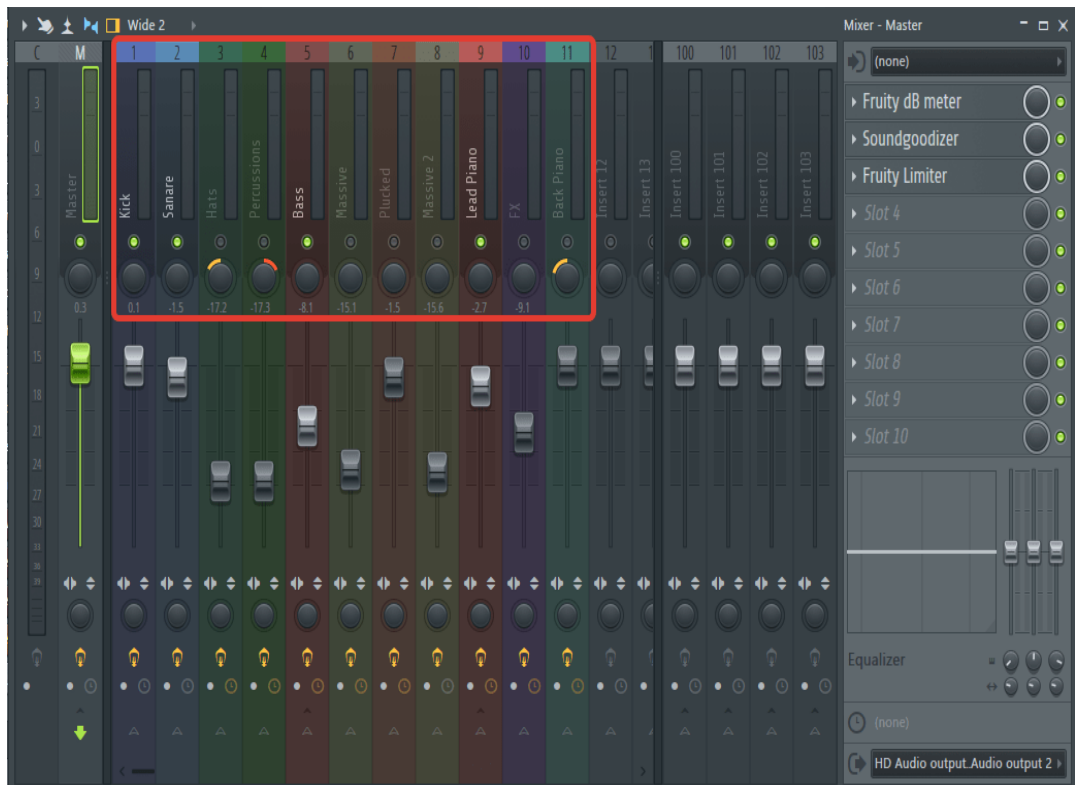 Wide 2
Mixer - Master
C M 1 2 3 4 5 6 7 8 9 10 11 12 1 100 101 102 103
(none)
3
0
3
6
9
12
15
18
21
24
27
30
33
36
39
Master
Kick
Sanare
Hats
Percussions
Bass
Massive
Plucked
Massive 2
Lead Piano
FX
Back Piano
Insert 12
Insert 13
Insert 100
Insert 101
Insert 102
Insert 103
0.3 0.1 -1.5 -17.2 -17.3 -8.1 -15.1 -1.5 -15.6 -2.7 -9.1
Fruity dB meter
Soundgoodizer
Fruity Limiter
Slot 4
Slot 5
Slot 6
Slot 7
Slot 8
Slot 9
Slot 10
Equalizer
(none)
HD Audio output_Audio output 2